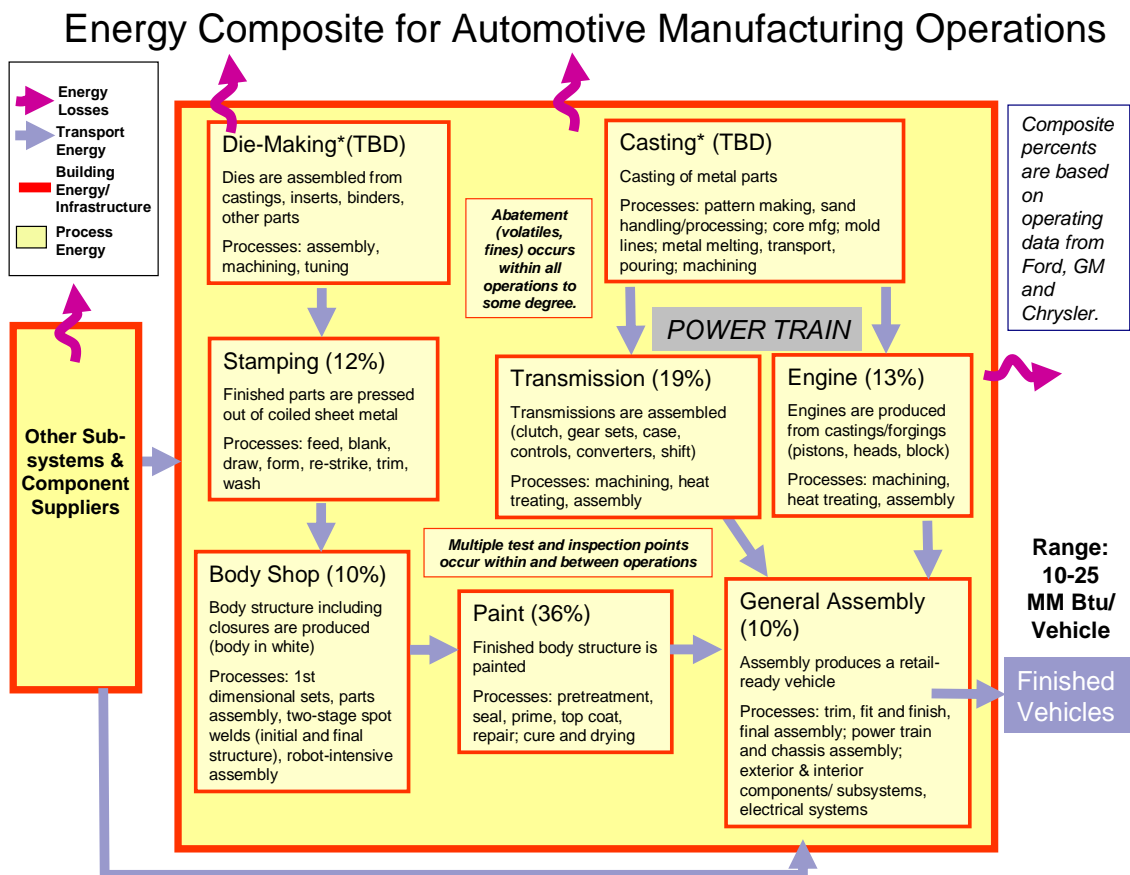 Energy Composite for Automotive Manufacturing Operations
Energy
Losses
Transport
Energy
Building
Energy/
Infrastructure
Process
Energy
Die-Making*(TBD)
Dies are assembled from
castings, inserts, binders,
other parts
Processes: assembly,
machining, tuning
Abatement
(volatiles,
fines) occurs
within all
operations to
some degree.
Casting* (TBD)
Casting of metal parts
Processes: pattern making, sand
handling/processing; core mfg; mold
lines; metal melting, transport,
pouring; machining
Composite
percents
are based
on
operating
data from
Ford, GM
and
Chrysler.
POWER TRAIN
Other Sub-
systems &
Component
Suppliers
Stamping (12%)
Finished parts are pressed
out of coiled sheet metal
Processes: feed, blank,
draw, form, re-strike, trim,
wash
Transmission (19%)
Transmissions are assembled
(clutch, gear sets, case,
controls, converters, shift)
Processes: machining, heat
treating, assembly
Engine (13%)
Engines are produced
from castings/forgings
(pistons, heads, block)
Processes: machining,
heat treating, assembly
Multiple test and inspection points
occur within and between operations
Body Shop (10%)
Body structure including
closures are produced
(body in white)
Processes: 1st
dimensional sets, parts
assembly, two-stage spot
welds (initial and final
structure), robot-intensive
assembly
Paint (36%)
Finished body structure is
painted
Processes: pretreatment,
seal, prime, top coat,
repair; cure and drying
General Assembly
(10%)
Assembly produces a retail-
ready vehicle
Processes: trim, fit and finish,
final assembly; power train
and chassis assembly;
exterior & interior
components/ subsystems,
electrical systems
Range:
10-25
MM Btu/
Vehicle
Finished
Vehicles